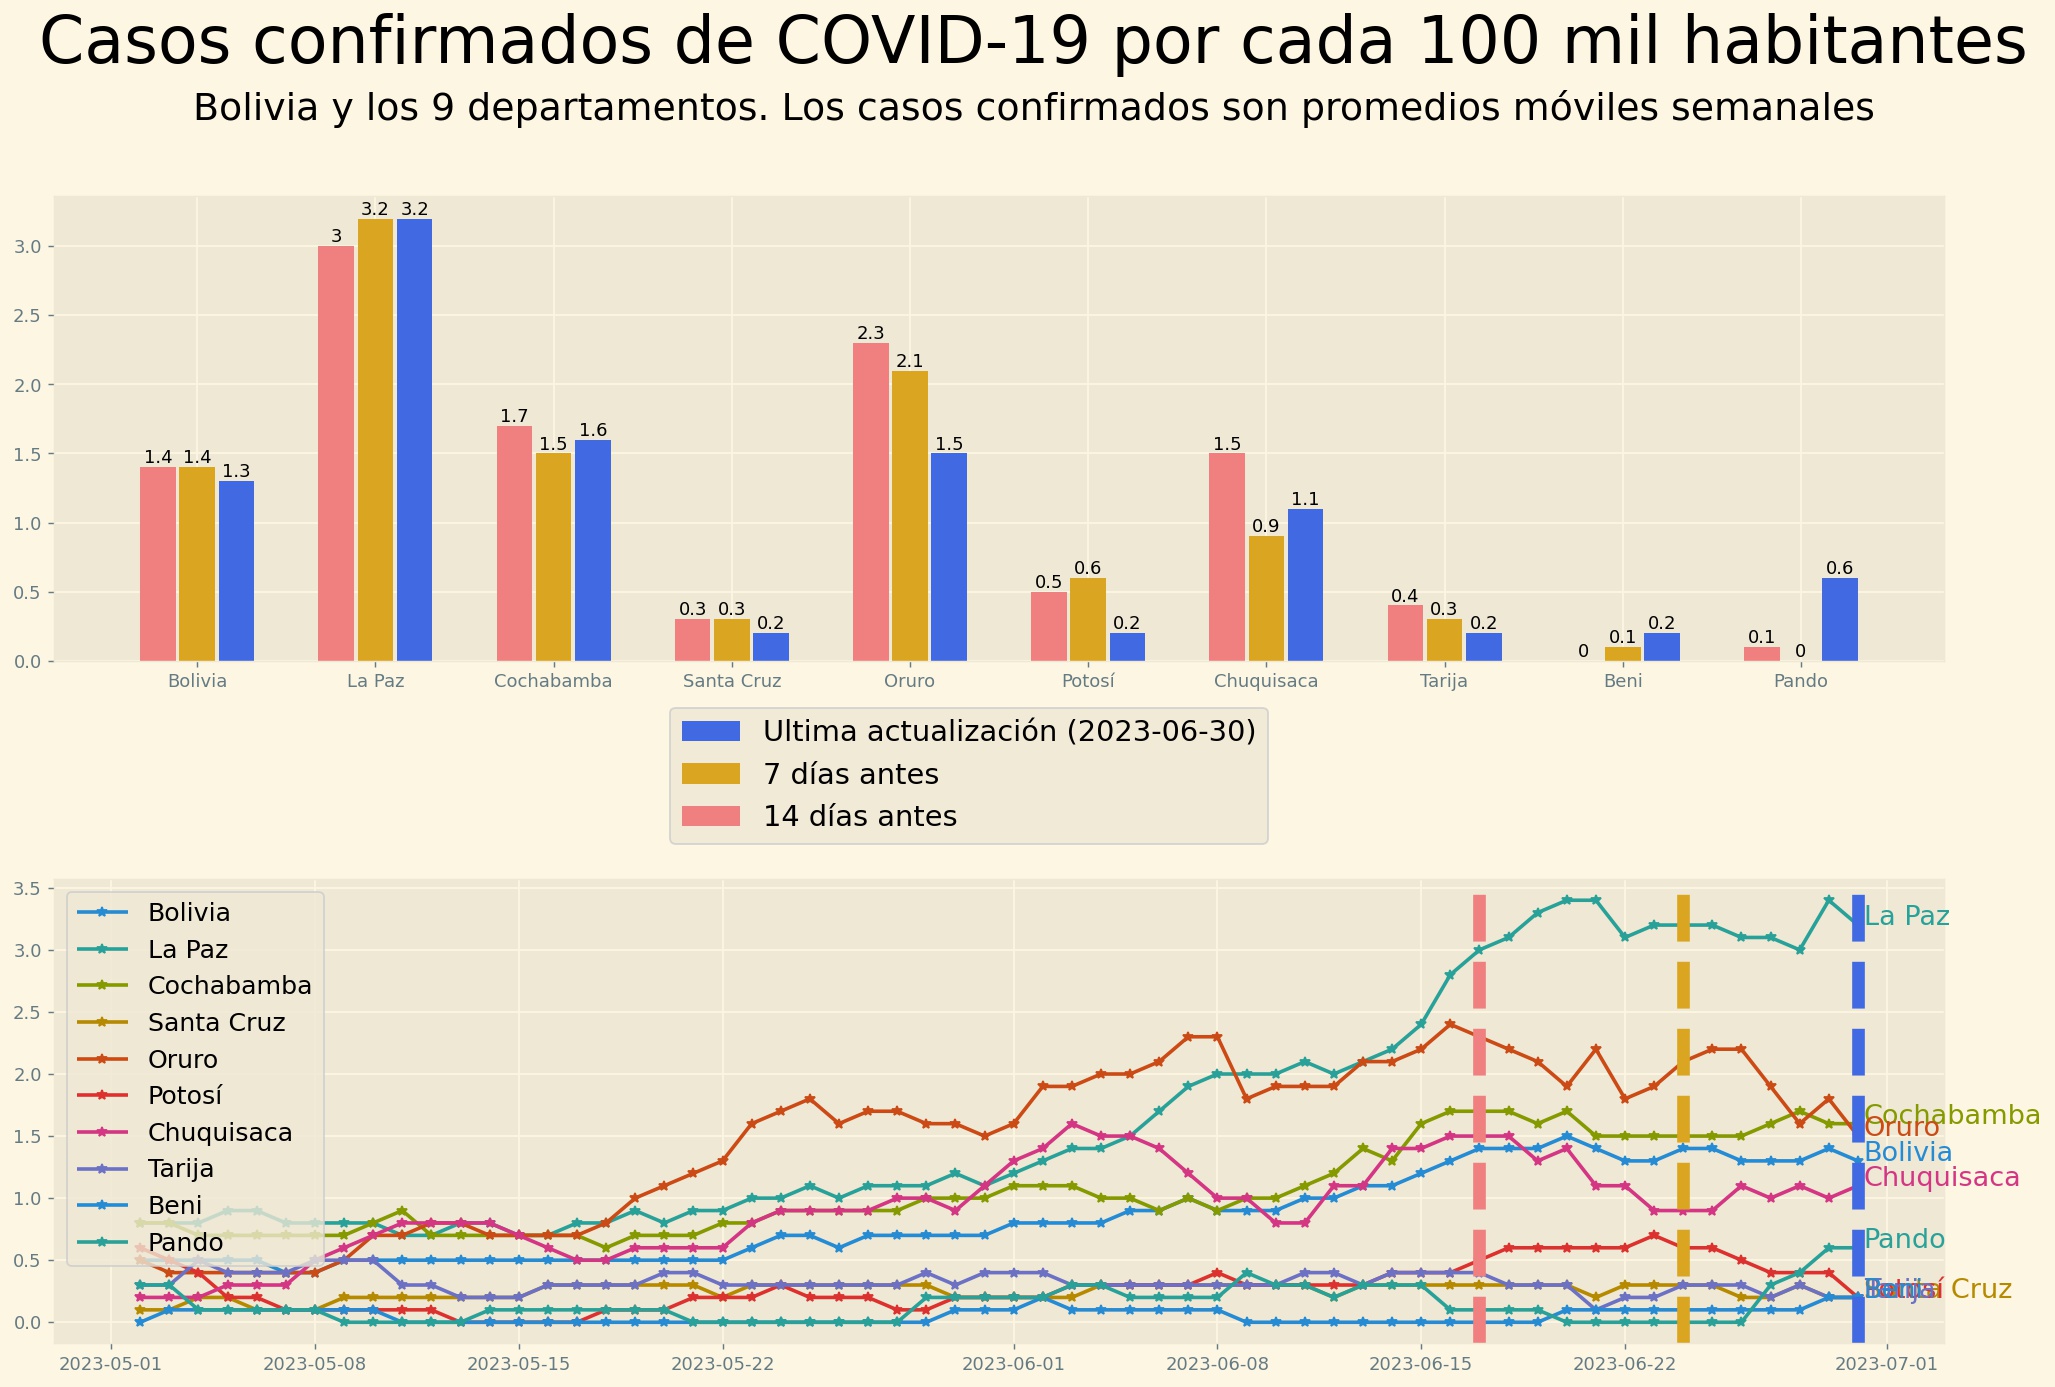 Casos confirmados de COVID-19 por cada 100 mil habitantes
Bolivia y los 9 departamentos. Los casos confirmados son promedios móviles semanales
3.0
2.5
2.0
1.5
1.0
0.5
0.0
1.4 1.4 1.3
3 3.2 3.2
1.7 1.5 1.6
0.3 0.3 0.2
2.3 2.1 1.5
0.5 0.6 0.2
1.5 0.9 1.1
0.4 0.3 0.2
0 0.1 0.2
0.1 0 0.6
Bolivia La Paz Cochabamba Santa Cruz Oruro Potosí Chuquisaca Tarija Beni Pando
Ultima actualización (2023-06-30)
7 días antes
14 días antes
3.5
3.0
2.5
2.0
1.5
1.0
0.5
0.0
Bolivia
La Paz
Cochabamba
Santa Cruz
Oruro
Potosí
Chuquisaca
Tarija
Beni
Pando
La Paz
Cochabamba
Oruro
Bolivia
Chuquisaca
Pando
Cruz
2023-05-01 2023-05-08 2023-05-15 2023-05-22 2023-06-01 2023-06-08 2023-06-15 2023-06-22 2023-07-01